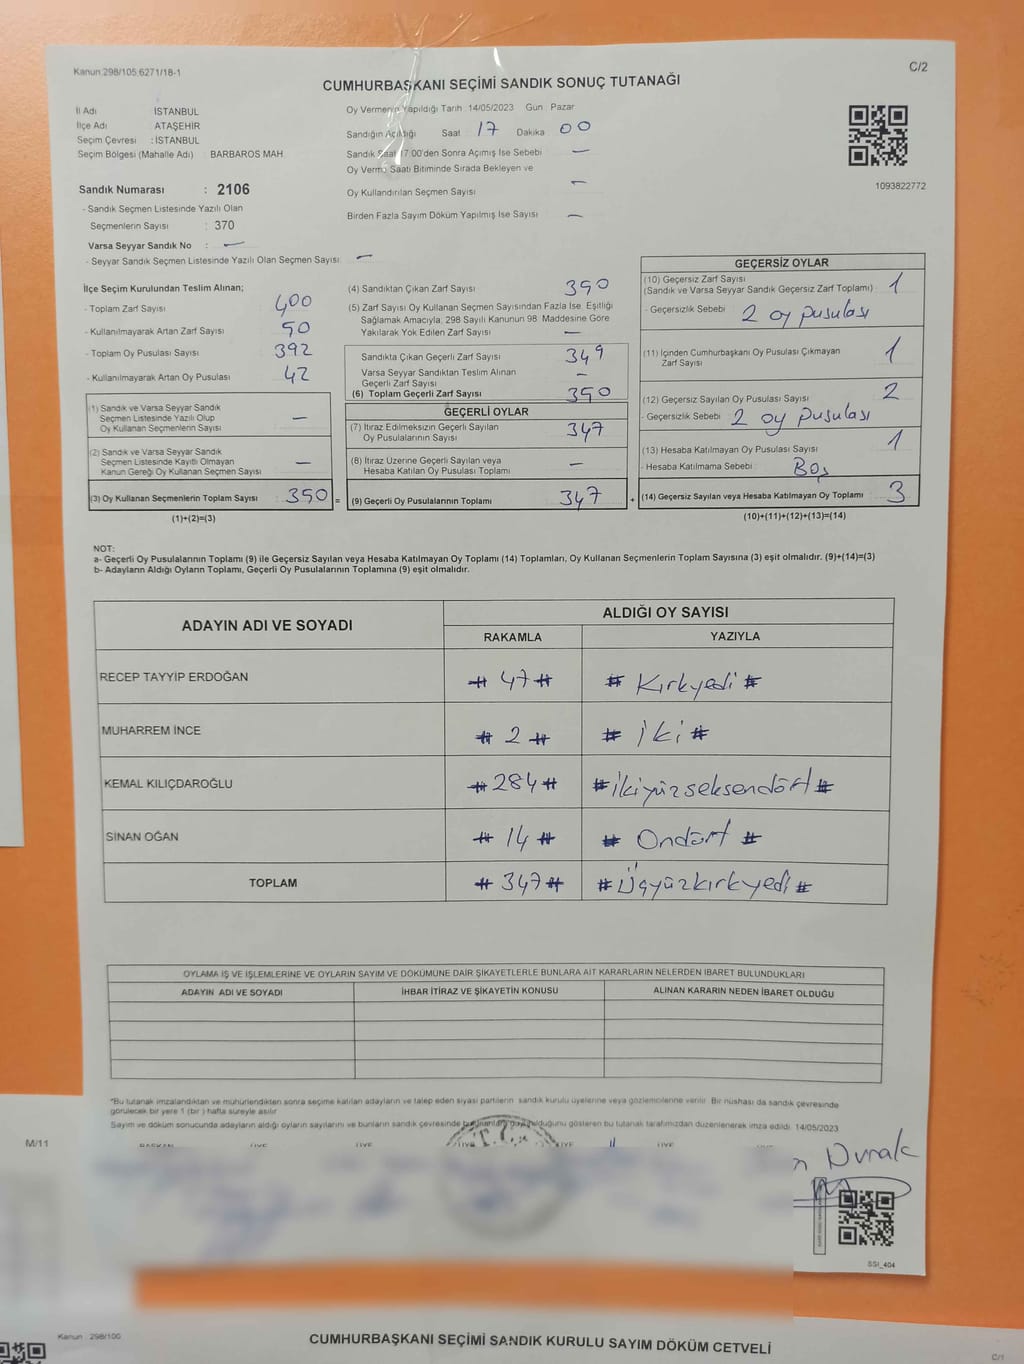 Kanun:298/105,6271/18-1
C/2
CUMHURBAŞKANI SEÇİMİ SANDIK SONUÇ TUTANAĞI
İl Adı İSTANBUL
İlçe Adı ATAŞEHİR
Seçim Çevresi : İSTANBUL
Seçim Bölgesi (Mahalle Adı) BARBAROS MAH.
Sandık Numarası : 2106
- Sandık Seçmen Listesinde Yazılı Olan
Seçmenlerin Sayısı : 370
Varsa Seyyar Sandık No : —
- Seyyar Sandık Seçmen Listesinde Yazılı Olan Seçmen Sayısı: —
Oy Vermenin Yapıldığı Tarih :14/05/2023 Gün : Pazar
Sandığın Açıldığı Saat 17 Dakika 00
Sandık Saat 17:00'den Sonra Açımış İse Sebebi —
Oy Verme Saati Bitiminde Sırada Bekleyen ve
Oy Kullandırılan Seçmen Sayısı —
Birden Fazla Sayım Döküm Yapılmış İse Sayısı —
1093822772
İlçe Seçim Kurulundan Teslim Alınan;
- Toplam Zarf Sayısı 400
- Kullanılmayarak Artan Zarf Sayısı 50
- Toplam Oy Pusulası Sayısı 392
- Kullanılmayarak Artan Oy Pusulası 42
(1) Sandık ve Varsa Seyyar Sandık
Seçmen Listesinde Yazılı Olup
Oy Kullanan Seçmenlerin Sayısı —
(2) Sandık ve Varsa Seyyar Sandık
Seçmen Listesinde Kayıtlı Olmayan
Kanun Gereği Oy Kullanan Seçmen Sayısı —
(3) Oy Kullanan Seçmenlerin Toplam Sayısı 350 =
(1)+(2)=(3)
(4) Sandıktan Çıkan Zarf Sayısı 350
(5) Zarf Sayısı Oy Kullanan Seçmen Sayısından Fazla İse, Eşitliği
Sağlamak Amacıyla, 298 Sayılı Kanunun 98. Maddesine Göre
Yakılarak Yok Edilen Zarf Sayısı —
Sandıkta Çıkan Geçerli Zarf Sayısı 349
Varsa Seyyar Sandıktan Teslim Alınan
Geçerli Zarf Sayısı —
(6) Toplam Geçerli Zarf Sayısı 350
GEÇERLİ OYLAR
(7) İtiraz Edilmeksizin Geçerli Sayılan
Oy Pusulalarının Sayısı 347
(8) İtiraz Üzerine Geçerli Sayılan veya
Hesaba Katılan Oy Pusulası Toplamı —
(9) Geçerli Oy Pusulalarının Toplamı 347 +
GEÇERSİZ OYLAR
(10) Geçersiz Zarf Sayısı
(Sandık ve Varsa Seyyar Sandık Geçersiz Zarf Toplamı) 1
- Geçersizlik Sebebi 2 oy pusulası
(11) İçinden Cumhurbaşkanı Oy Pusulası Çıkmayan
Zarf Sayısı 1
(12) Geçersiz Sayılan Oy Pusulası Sayısı 2
- Geçersizlik Sebebi 2 oy pusulası
(13) Hesaba Katılmayan Oy Pusulası Sayısı 1
- Hesaba Katılmama Sebebi Boş
(14) Geçersiz Sayılan veya Hesaba Katılmayan Oy Toplamı 3
(10)+(11)+(12)+(13)=(14)
NOT:
a- Geçerli Oy Pusulalarının Toplamı (9) ile Geçersiz Sayılan veya Hesaba Katılmayan Oy Toplamı (14) Toplamları, Oy Kullanan Seçmenlerin Toplam Sayısına (3) eşit olmalıdır. (9)+(14)=(3)
b- Adayların Aldığı Oyların Toplamı, Geçerli Oy Pusulalarının Toplamına (9) eşit olmalıdır.
ADAYIN ADI VE SOYADI ALDIĞI OY SAYISI
RAKAMLA YAZIYLA
RECEP TAYYİP ERDOĞAN # 47 # # Kırkyedi #
MUHARREM İNCE # 2 # # İki #
KEMAL KILIÇDAROĞLU # 284 # # İkiyüzseksendört #
SİNAN OĞAN # 14 # # Ondört #
TOPLAM # 347 # # Üçyüzkırkyedi #
OYLAMA İŞ VE İŞLEMLERİNE VE OYLARIN SAYIM VE DÖKÜMÜNE DAİR ŞİKAYETLERLE BUNLARA AİT KARARLARIN NELERDEN İBARET BULUNDUKLARI
ADAYIN ADI VE SOYADI İHBAR İTİRAZ VE ŞİKAYETİN KONUSU ALINAN KARARIN NEDEN İBARET OLDUĞU
*Bu tutanak imzalandıktan ve mühürlendikten sonra seçime katılan adayların ve talep eden siyasi partilerin sandık kurulu üyelerine veya gözlemcilerine verilir. Bir nüshası da sandık çevresinde
görülecek bir yere 1 (bir ) hafta süreyle asılır
Sayım ve döküm sonucunda adayların aldığı oyların sayılarını ve bunların sandık çevresinde olduğunu gösteren bu tutanak tarafımızdan düzenlenerek imza edildi. 14/05/2023
BAŞKAN ÜYE ÜYE ÜYE ÜYE ÜYE
T.C.
Durak
SSI_404
M/11
Kanun : 298/100
CUMHURBAŞKANI SEÇİMİ SANDIK KURULU SAYIM DÖKÜM CETVELİ
C/1